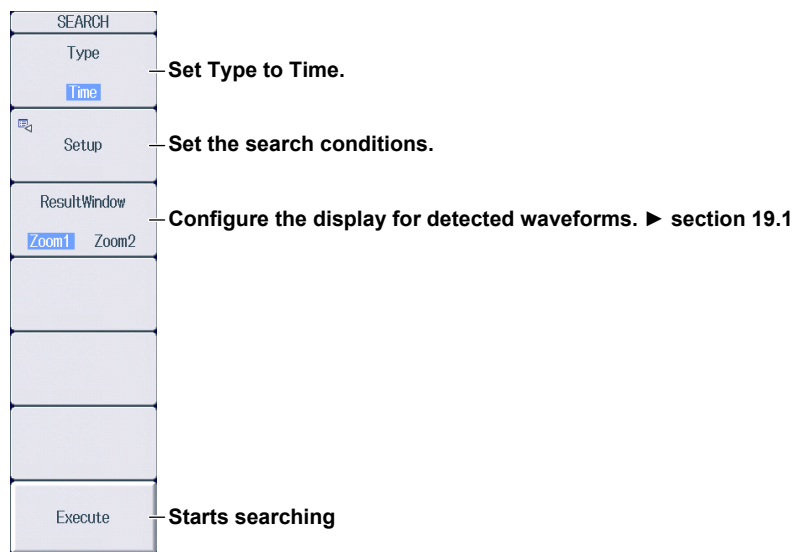 SEARCH
Type
Time
Set Type to Time.
Setup
Set the search conditions.
ResultWindow
Zoom1 Zoom2
Configure the display for detected waveforms. ► section 19.1
Execute
Starts searching